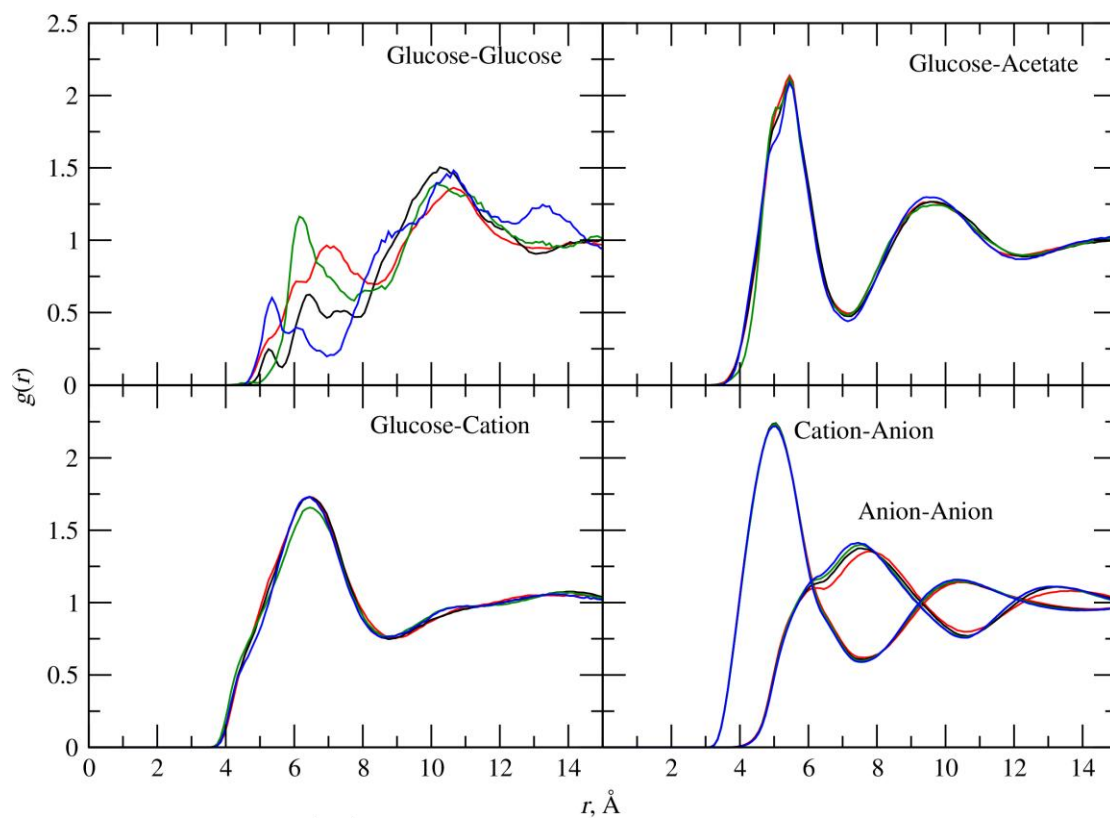 2.5
Glucose-Glucose
Glucose-Acetate
2
1.5
1
0.5
0
g(r)
Glucose-Cation
Cation-Anion
2
Anion-Anion
1.5
1
0.5
0
0 2 4 6 8 10 12 14 2 4 6 8 10 12 14
r, Å